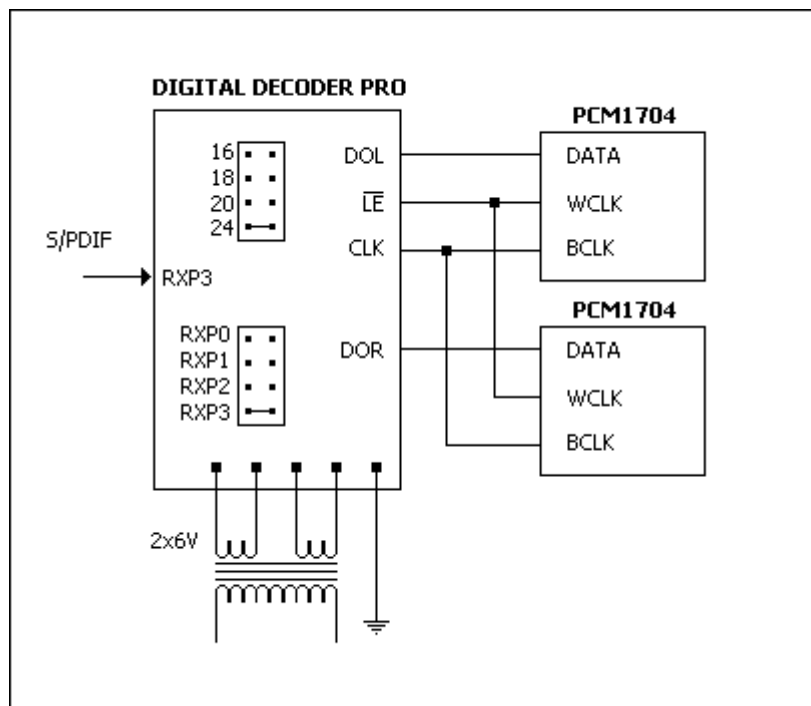 DIGITAL DECODER PRO
16
18
20
24
S/PDIF
RXP3
RXP0
RXP1
RXP2
RXP3
DOL
LE
CLK
DOR
2x6V
PCM1704
DATA
WCLK
BCLK
PCM1704
DATA
WCLK
BCLK